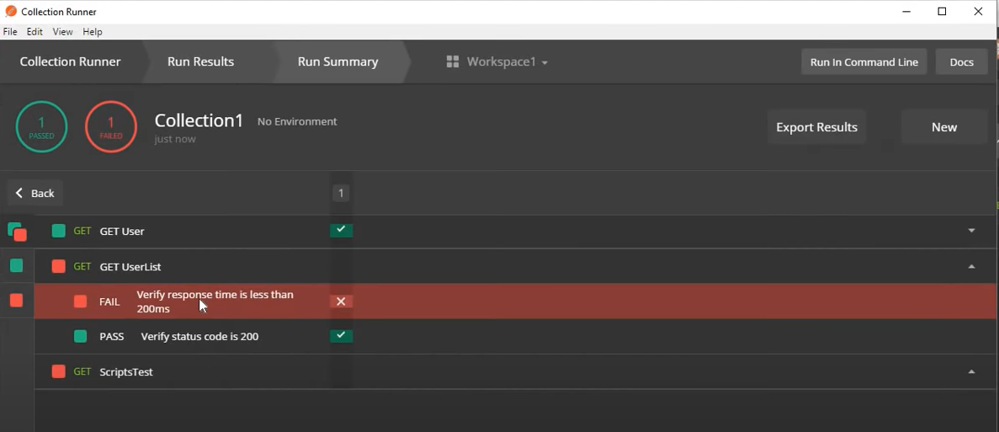 Collection Runner
File Edit View Help
Collection Runner Run Results Run Summary Workspace1 Run In Command Line Docs
1 PASSED 1 FAILED Collection1 No Environment Export Results New
just now
Back 1
GET GET User
GET GET UserList
FAIL Verify response time is less than
200ms
PASS Verify status code is 200
GET ScriptsTest